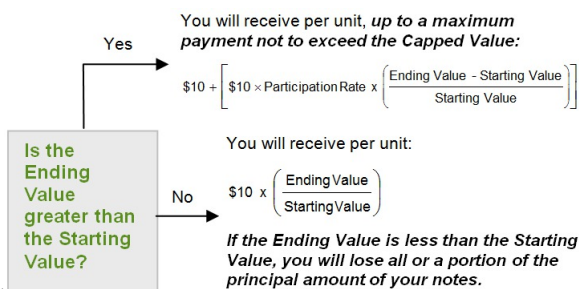 You will receive per unit, up to a maximum
payment not to exceed the Capped Value:
Yes
$10 + [ $10 × Participation Rate x ( Ending Value - Starting Value / Starting Value ) ]
Is the
Ending
Value
greater than
the Starting
Value?
No
You will receive per unit:
$10 x ( Ending Value / Starting Value )
If the Ending Value is less than the Starting
Value, you will lose all or a portion of the
principal amount of your notes.